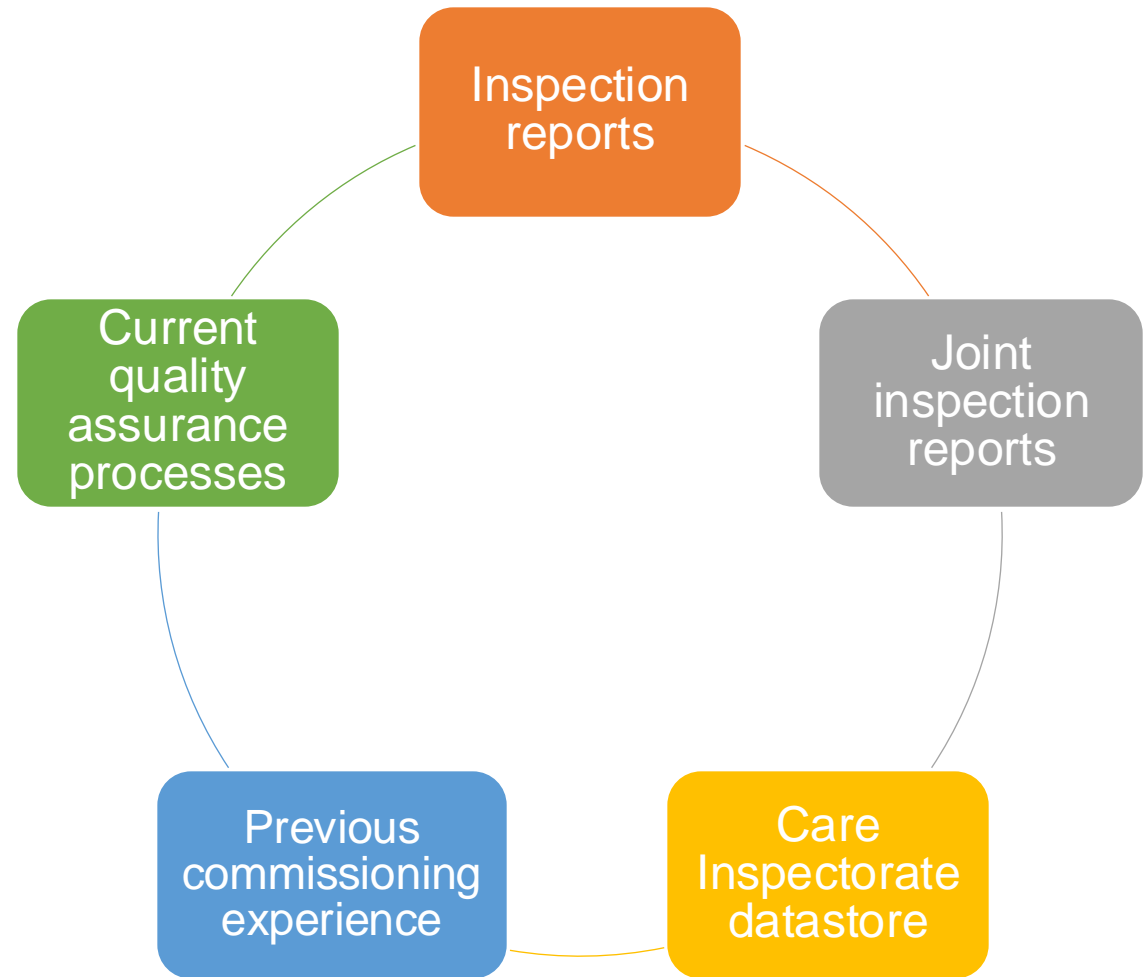 Inspection
reports
Joint
inspection
reports
Care
Inspectorate
datastore
Previous
commissioning
experience
Current
quality
assurance
processes